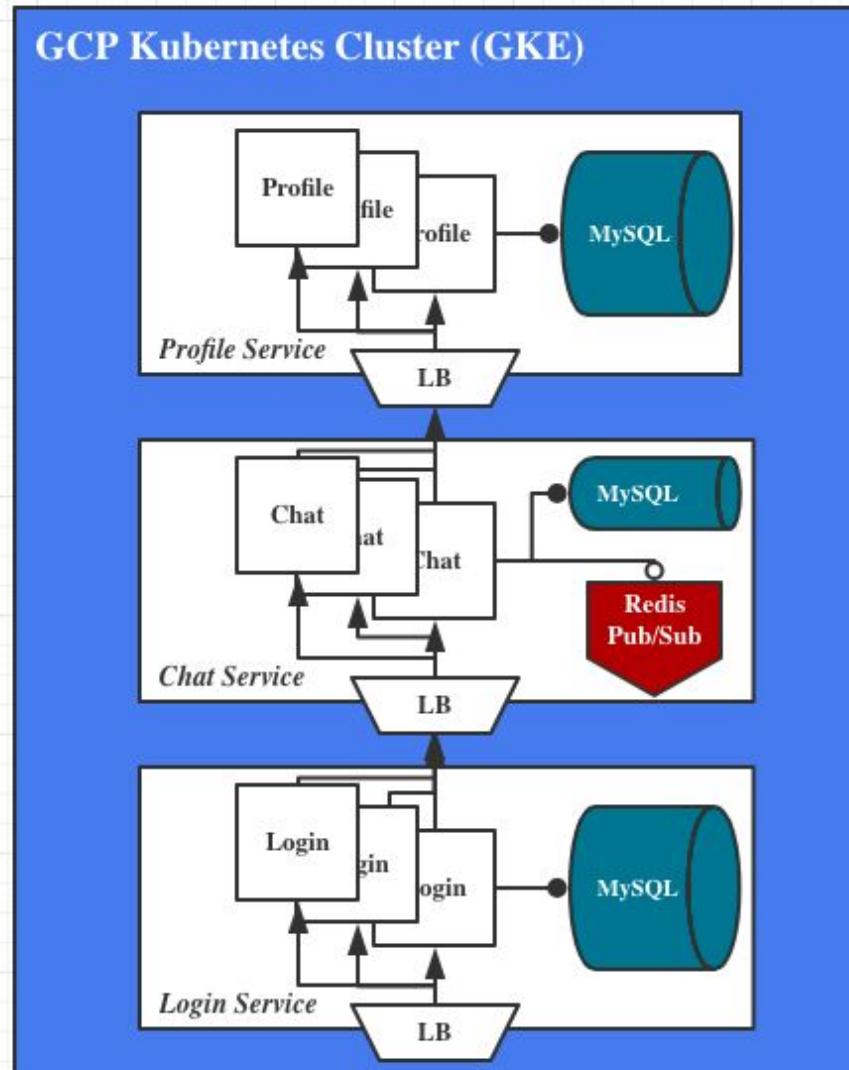 GCP Kubernetes Cluster (GKE)
Profile
file
rofile
MySQL
Profile Service
LB
Chat
hat
Chat
MySQL
Redis
Pub/Sub
Chat Service
LB
Login
gin
ogin
MySQL
Login Service
LB